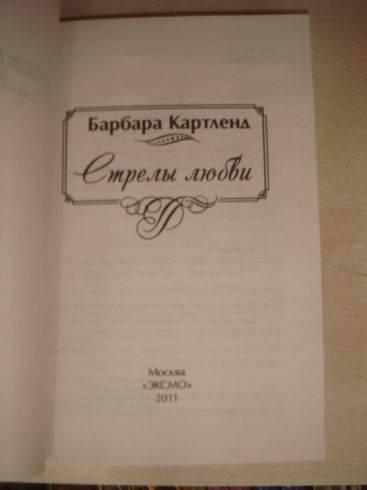 Барбара Картленд
Стрелы любви
Москва
«ЭКСМО»
2011